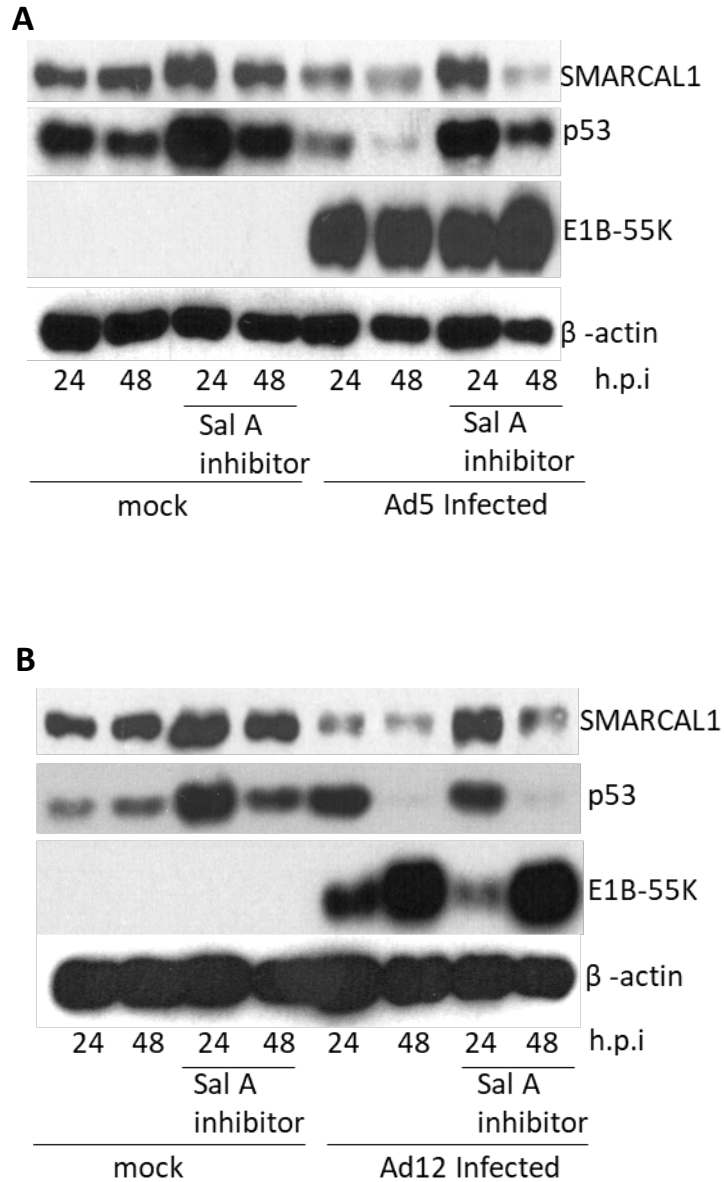 A
SMARCAL1
p53
E1B-55K
β -actin
24 48 24 48 24 48 24 48 h.p.i
Sal A Sal A
inhibitor inhibitor
mock Ad5 Infected
B
SMARCAL1
p53
E1B-55K
β -actin
24 48 24 48 24 48 24 48 h.p.i
Sal A Sal A
inhibitor inhibitor
mock Ad12 Infected